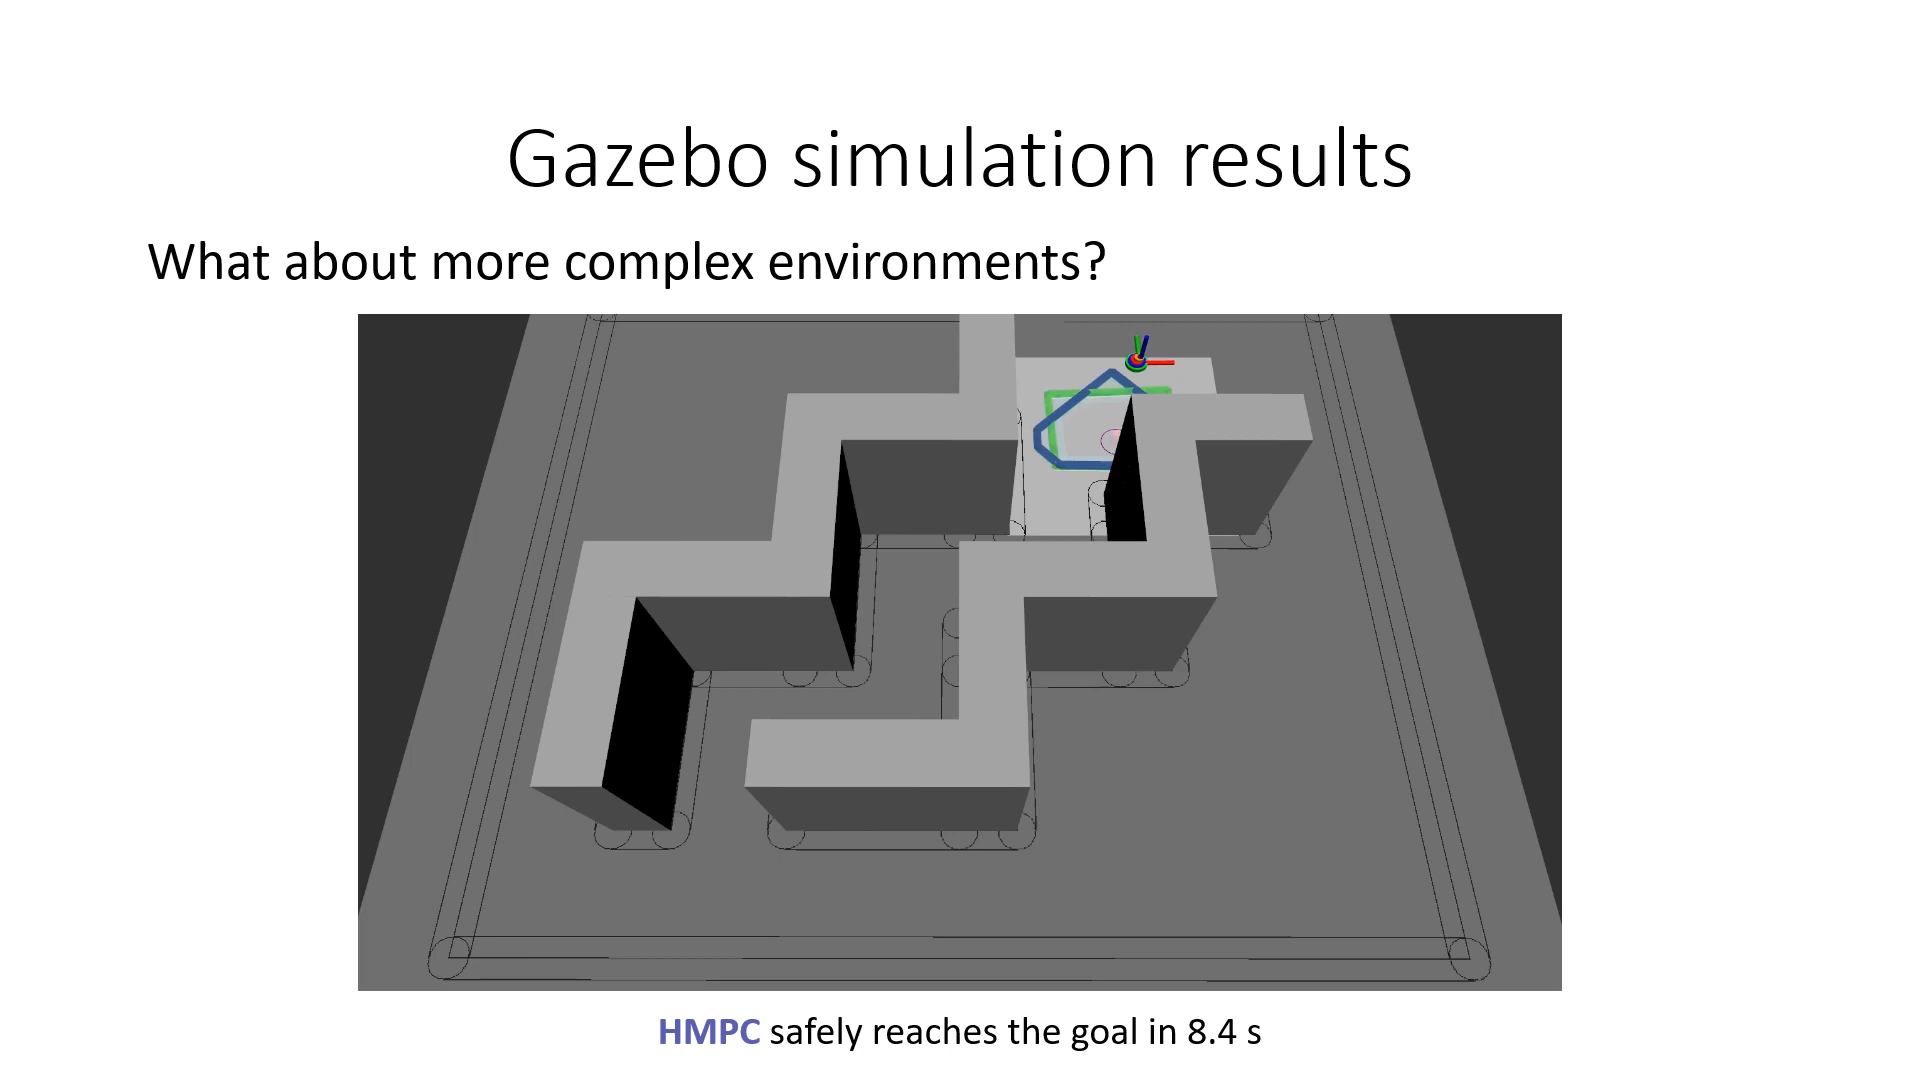 Gazebo simulation results
What about more complex environments?
HMPC safely reaches the goal in 8.4 s